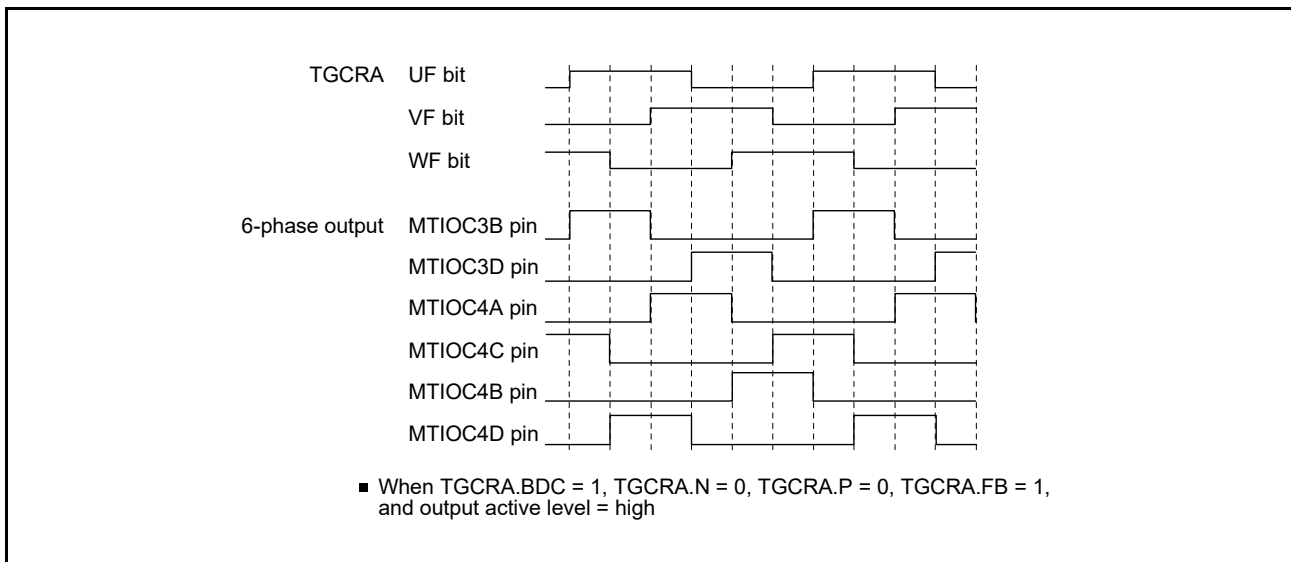 TGCRA UF bit
VF bit
WF bit
6-phase output MTIOC3B pin
MTIOC3D pin
MTIOC4A pin
MTIOC4C pin
MTIOC4B pin
MTIOC4D pin
■ When TGCRA.BDC = 1, TGCRA.N = 0, TGCRA.P = 0, TGCRA.FB = 1,
and output active level = high